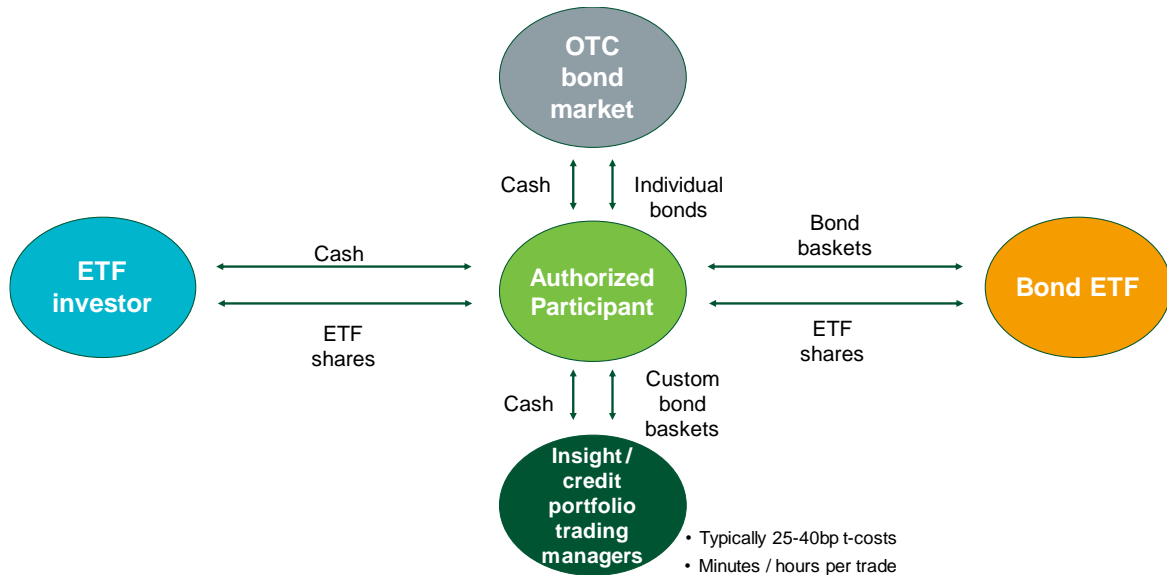 OTC
bond
market
Cash
Individual
bonds
ETF
investor
Cash
ETF
shares
Authorized
Participant
Bond
baskets
ETF
shares
Bond ETF
Cash
Custom
bond
baskets
Insight /
credit
portfolio
trading
managers
• Typically 25-40bp t-costs
• Minutes / hours per trade